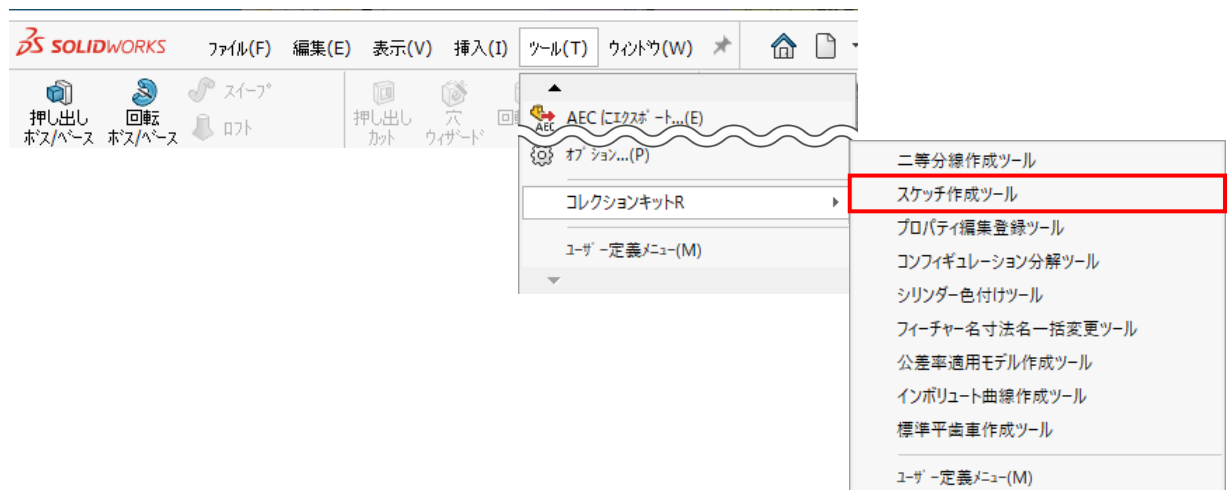 SOLIDWORKS
ファイル(F) 編集(E) 表示(V) 挿入(I) ツール(T) ウィンドウ(W)
押し出し
ボス/ベース
回転
ボス/ベース
スイープ
ロフト
押し出し
カット
穴
ウィザード
回
AEC
AEC にエクスポート...(E)
オプション...(P)
コレクションキットR
ユーザー定義メニュー(M)
二等分線作成ツール
スケッチ作成ツール
プロパティ編集登録ツール
コンフィギュレーション分解ツール
シリンダー色付けツール
フィーチャー名寸法名一括変更ツール
公差率適用モデル作成ツール
インボリュート曲線作成ツール
標準平歯車作成ツール
ユーザー定義メニュー(M)